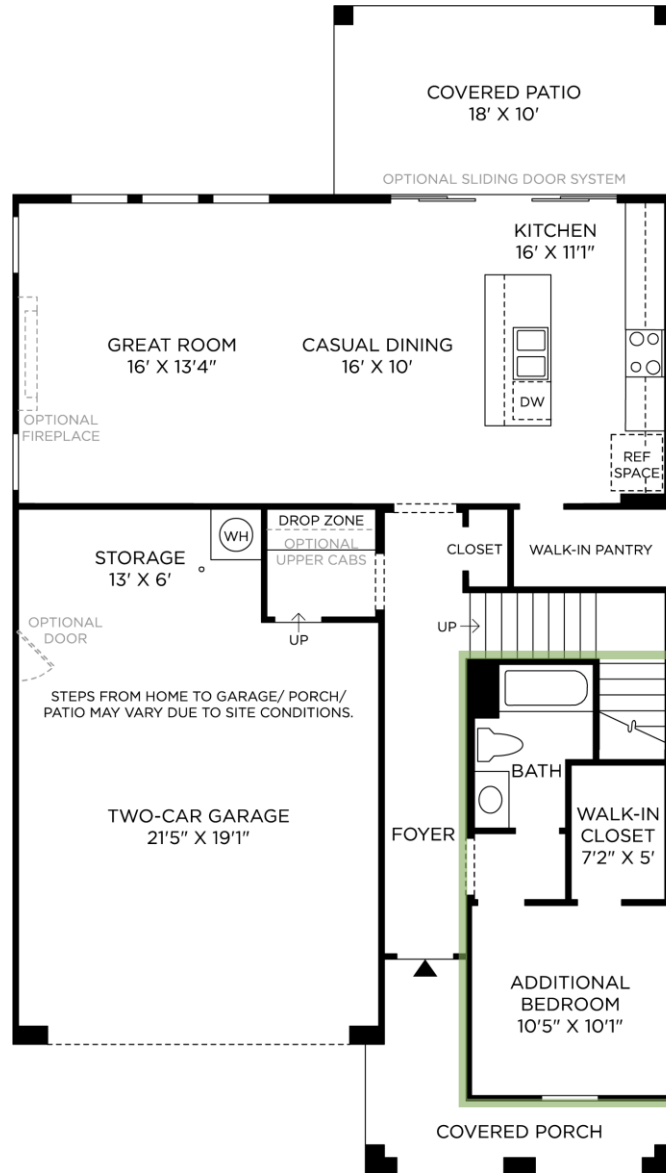 COVERED PATIO
18' X 10'
OPTIONAL SLIDING DOOR SYSTEM
KITCHEN
16' X 11'1"
GREAT ROOM
16' X 13'4"
CASUAL DINING
16' X 10'
DW
OPTIONAL
FIREPLACE
REF
SPACE
WH
DROP ZONE
OPTIONAL
UPPER CABS
CLOSET
WALK-IN PANTRY
STORAGE
13' X 6'
OPTIONAL
DOOR
UP
UP
STEPS FROM HOME TO GARAGE/ PORCH/
PATIO MAY VARY DUE TO SITE CONDITIONS.
BATH
TWO-CAR GARAGE
21'5" X 19'1"
FOYER
WALK-IN
CLOSET
7'2" X 5'
ADDITIONAL
BEDROOM
10'5" X 10'1"
COVERED PORCH